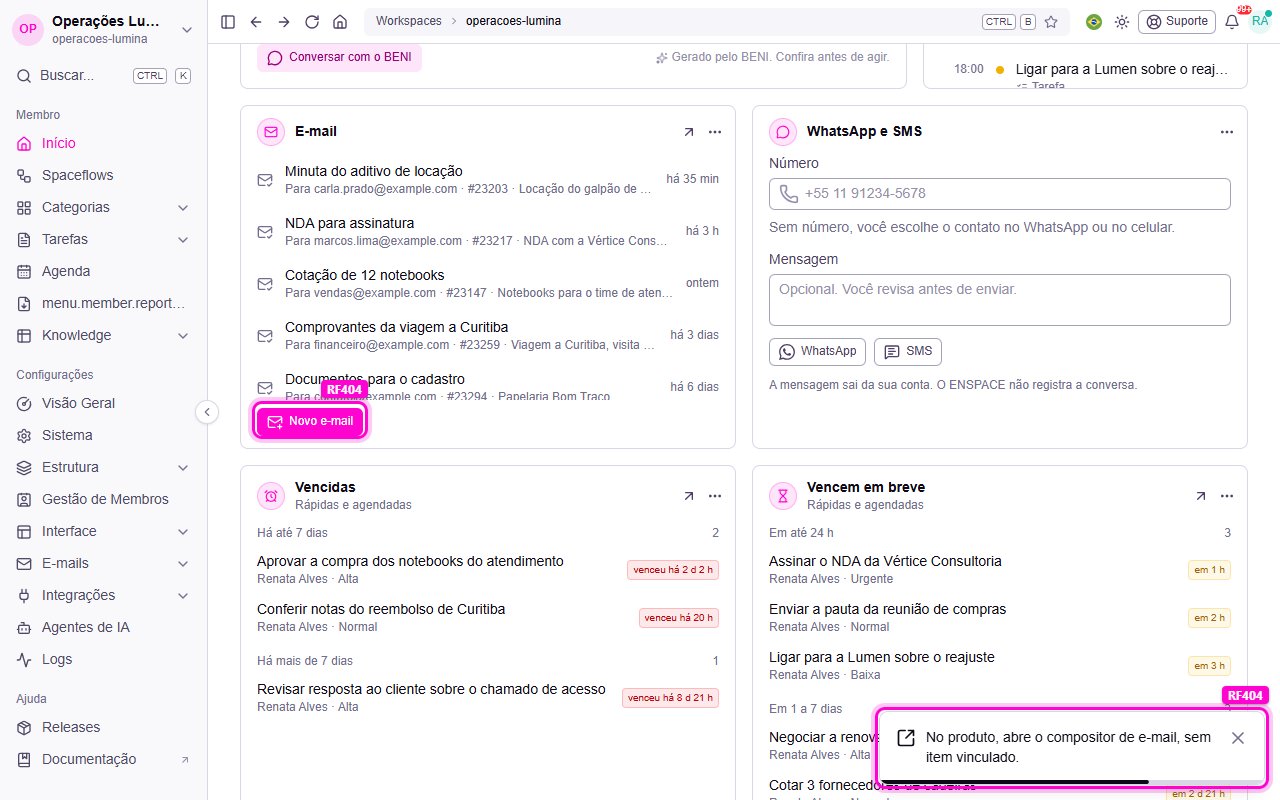 OP
Operações Lu...
operacoes-lumina
Buscar...
CTRL K
Membro
Início
Spaceflows
Categorias
Tarefas
Agenda
menu.member.report...
Knowledge
Configurações
Visão Geral
Sistema
Estrutura
Gestão de Membros
Interface
E-mails
Integrações
Agentes de IA
Logs
Ajuda
Releases
Documentação
Workspaces > operacoes-lumina
CTRL B
Suporte
99+
RA
Conversar com o BENI
Gerado pelo BENI. Confira antes de agir.
18:00 Ligar para a Lumen sobre o reaj...
Tarefa
E-mail
Minuta do aditivo de locação
Para carla.prado@example.com · #23203 · Locação do galpão de ...
há 35 min
NDA para assinatura
Para marcos.lima@example.com · #23217 · NDA com a Vértice Cons...
há 3 h
Cotação de 12 notebooks
Para vendas@example.com · #23147 · Notebooks para o time de aten...
ontem
Comprovantes da viagem a Curitiba
Para financeiro@example.com · #23259 · Viagem a Curitiba, visita ...
há 3 dias
Documentos para o cadastro
há 6 dias
#23294 · Papelaria Bom Traço
RF404
Novo e-mail
WhatsApp e SMS
Número
+55 11 91234-5678
Sem número, você escolhe o contato no WhatsApp ou no celular.
Mensagem
Opcional. Você revisa antes de enviar.
WhatsApp
SMS
A mensagem sai da sua conta. O ENSPACE não registra a conversa.
Vencidas
Rápidas e agendadas
Há até 7 dias 2
Aprovar a compra dos notebooks do atendimento
Renata Alves · Alta
venceu há 2 d 2 h
Conferir notas do reembolso de Curitiba
Renata Alves · Normal
venceu há 20 h
Há mais de 7 dias 1
Revisar resposta ao cliente sobre o chamado de acesso
Renata Alves · Alta
venceu há 8 d 21 h
Vencem em breve
Rápidas e agendadas
Em até 24 h 3
Assinar o NDA da Vértice Consultoria
Renata Alves · Urgente
em 1 h
Enviar a pauta da reunião de compras
Renata Alves · Normal
em 2 h
Ligar para a Lumen sobre o reajuste
Renata Alves · Baixa
em 3 h
Em 1 a 7 dias
Negociar a
Renata Alves · Alta
RF404
No produto, abre o compositor de e-mail, sem
item vinculado.
Cotar 3 fornecedores de cadeiras
em 2 d 21 h